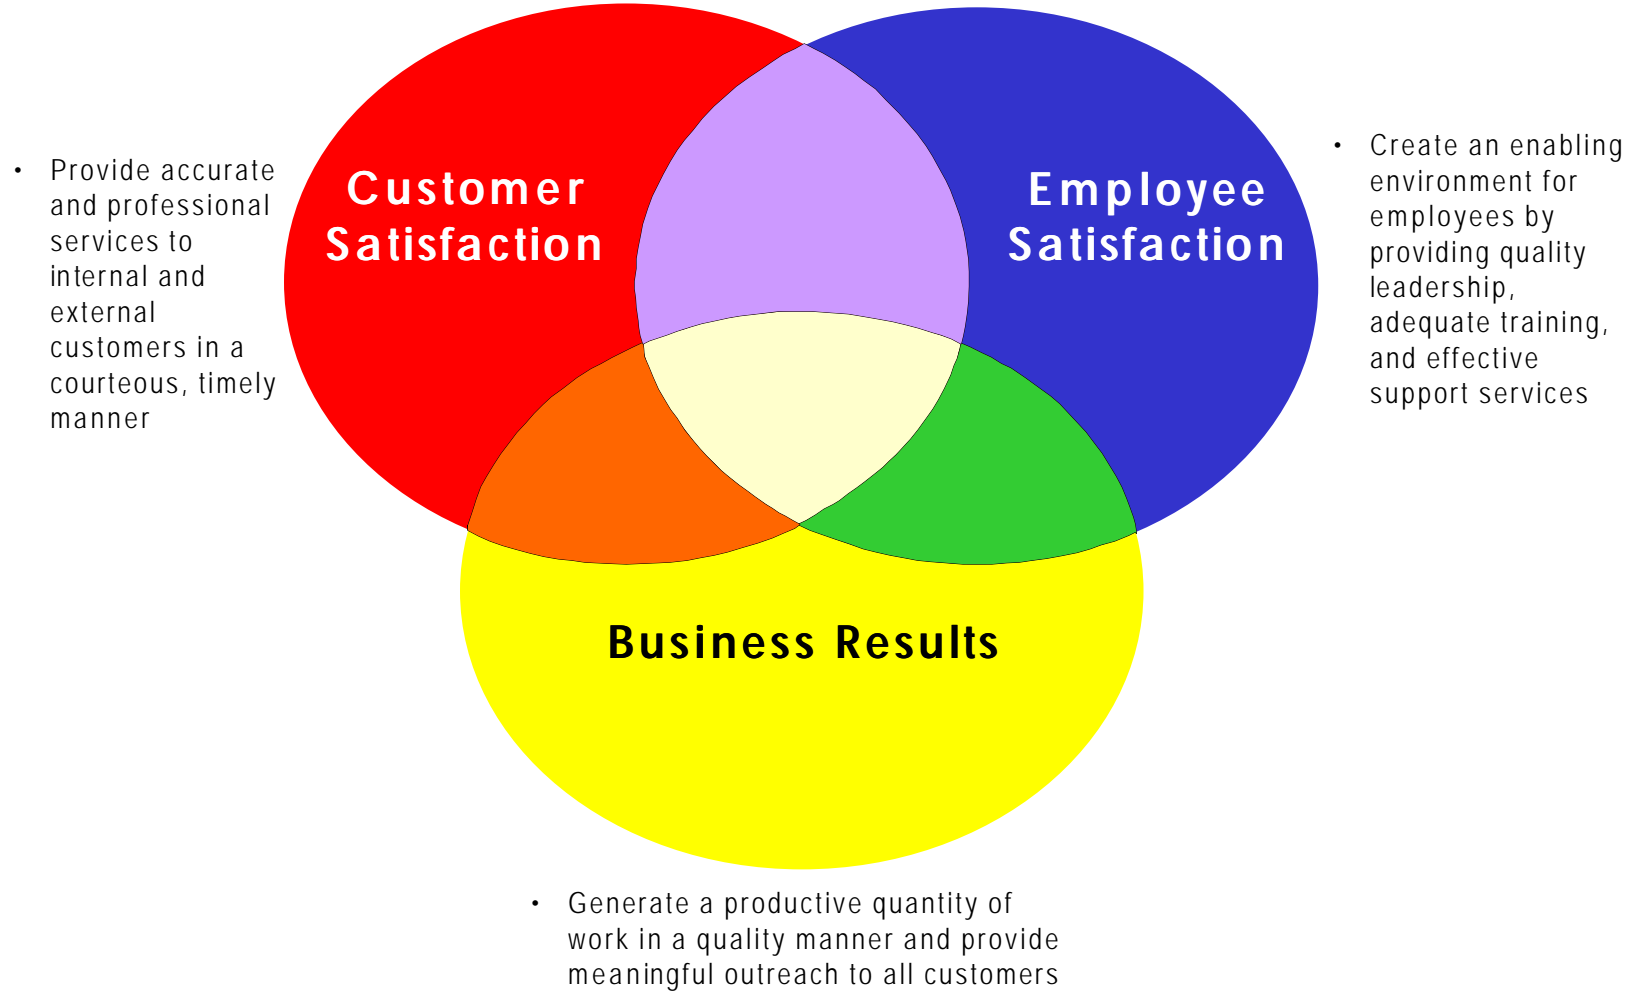 • Provide accurate
and professional
services to
internal and
external
customers in a
courteous, timely
manner
Customer
Satisfaction
Employee
Satisfaction
• Create an enabling
environment for
employees by
providing quality
leadership,
adequate training,
and effective
support services
Business Results
• Generate a productive quantity of
work in a quality manner and provide
meaningful outreach to all customers